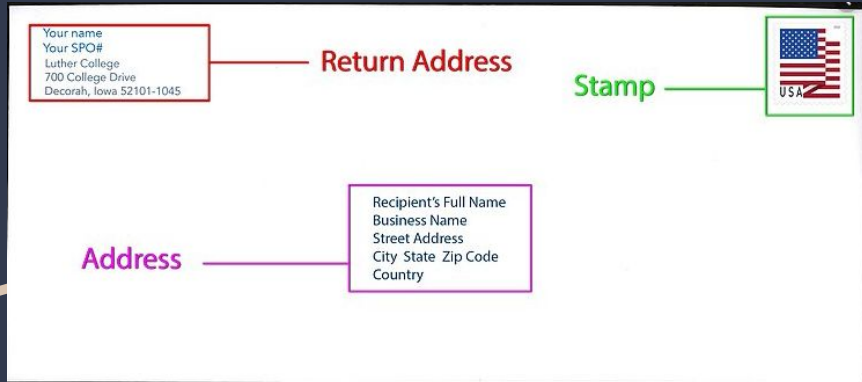 Your name
Your SPO#
Luther College
700 College Drive
Decorah, Iowa 52101-1045
Return Address
Stamp
USA
Address
Recipient's Full Name
Business Name
Street Address
City State Zip Code
Country